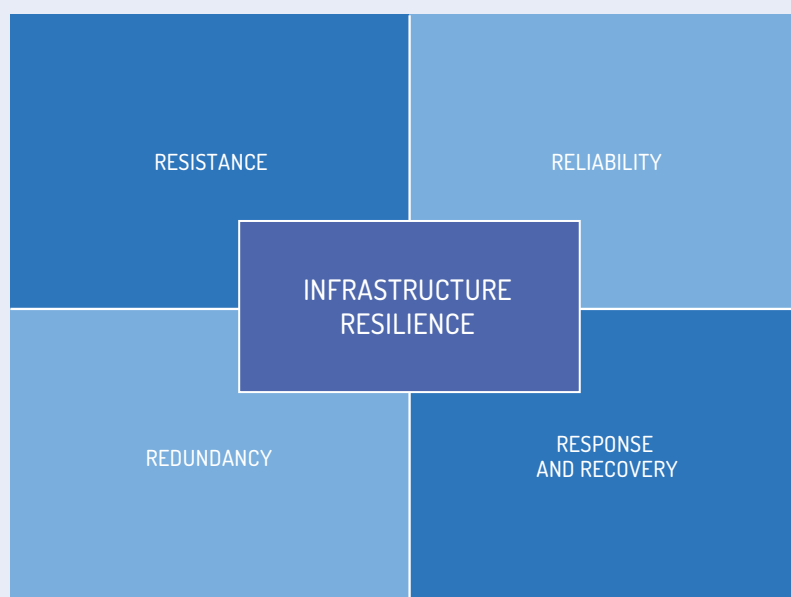 RESISTANCE
RELIABILITY
INFRASTRUCTURE
RESILIENCE
REDUNDANCY
RESPONSE
AND RECOVERY